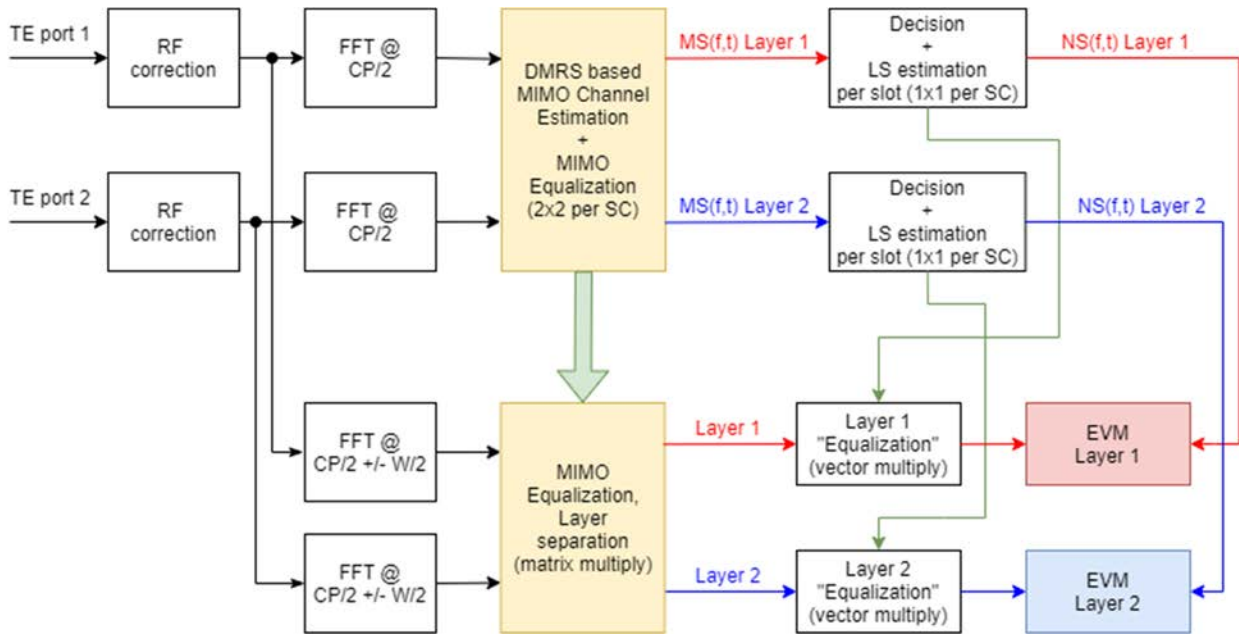 TE port 1
RF
correction
FFT @
CP/2
DMRS based
MIMO Channel
Estimation
+
MIMO
Equalization
(2x2 per SC)
MS(f,t) Layer 1
Decision
+
LS estimation
per slot (1x1 per SC)
NS(f,t) Layer 1
TE port 2
RF
correction
FFT @
CP/2
MS(f,t) Layer 2
Decision
+
LS estimation
per slot (1x1 per SC)
NS(f,t) Layer 2
FFT @
CP/2 +/- W/2
MIMO
Equalization,
Layer
separation
(matrix multiply)
Layer 1
Layer 1
"Equalization"
(vector multiply)
EVM
Layer 1
FFT @
CP/2 +/- W/2
Layer 2
Layer 2
"Equalization"
(vector multiply)
EVM
Layer 2